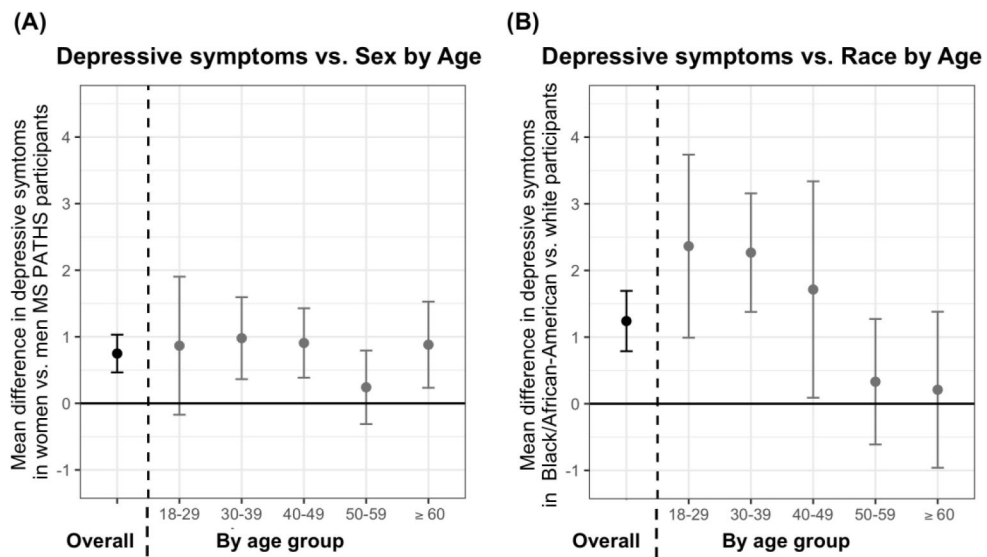 (A)
Depressive symptoms vs. Sex by Age
Mean difference in depressive symtoms
in women vs. men MS PATHS participants
4
3
2
1
0
-1
18-29
30-39
40-49
50-59
≥ 60
Overall
By age group
(B)
Depressive symptoms vs. Race by Age
Mean difference in depressive symtoms
in Black/African-American vs. white participants
4
3
2
1
0
-1
18-29
30-39
40-49
50-59
≥ 60
Overall
By age group